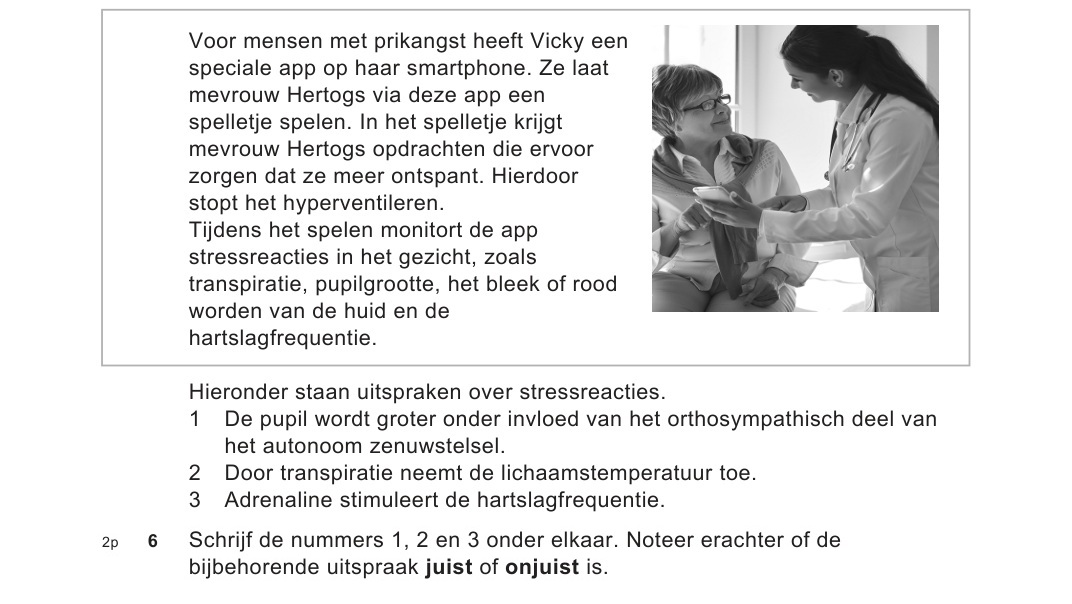 Voor mensen met prikangst heeft Vicky een
speciale app op haar smartphone. Ze laat
mevrouw Hertogs via deze app een
spelletje spelen. In het spelletje krijgt
mevrouw Hertogs opdrachten die ervoor
zorgen dat ze meer ontspant. Hierdoor
stopt het hyperventileren.
Tijdens het spelen monitort de app
stressreacties in het gezicht, zoals
transpiratie, pupilgrootte, het bleek of rood
worden van de huid en de
hartslagfrequentie.
Hieronder staan uitspraken over stressreacties.
1 De pupil wordt groter onder invloed van het orthosympathisch deel van
het autonoom zenuwstelsel.
2 Door transpiratie neemt de lichaamstemperatuur toe.
3 Adrenaline stimuleert de hartslagfrequentie.
2p 6 Schrijf de nummers 1, 2 en 3 onder elkaar. Noteer erachter of de
bijbehorende uitspraak juist of onjuist is.